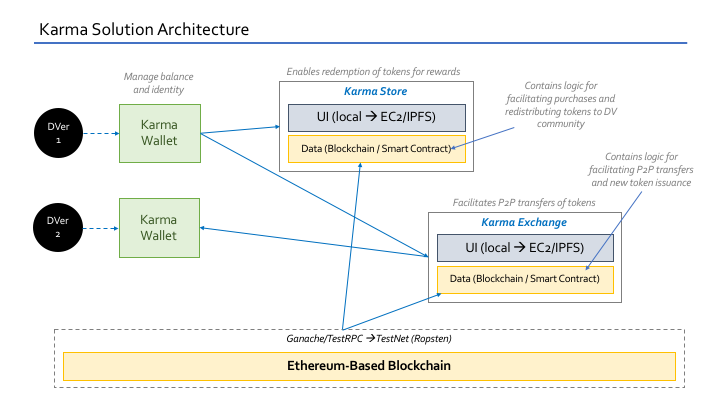 Karma Solution Architecture
Manage balance
and identity
Enables redemption of tokens for rewards
Karma Store
UI (local → EC2/IPFS)
Data (Blockchain / Smart Contract)
Contains logic for
facilitating purchases and
redistributing tokens to DV
community
DVer
1
Karma
Wallet
Contains logic for
facilitating P2P transfers
and new token issuance
DVer
2
Karma
Wallet
Facilitates P2P transfers of tokens
Karma Exchange
UI (local → EC2/IPFS)
Data (Blockchain / Smart Contract)
Ganache/TestRPC →TestNet (Ropsten)
Ethereum-Based Blockchain